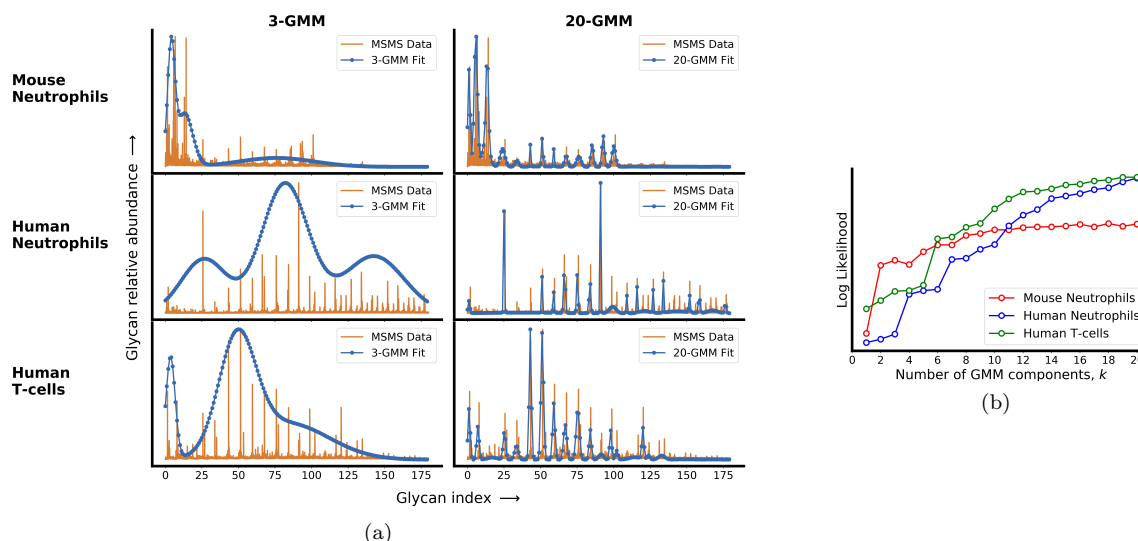 3-GMM
20-GMM
Mouse
Neutrophils
MSMS Data
3-GMM Fit
MSMS Data
20-GMM Fit
Human
Neutrophils
MSMS Data
3-GMM Fit
MSMS Data
20-GMM Fit
Human
T-cells
MSMS Data
3-GMM Fit
MSMS Data
20-GMM Fit
Glycan relative abundance ⟶
0 25 50 75 100 125 150 175
0 25 50 75 100 125 150 175
Glycan index ⟶
(a)
Log Likelihood
Mouse Neutrophils
Human Neutrophils
Human T-cells
0 2 4 6 8 10 12 14 16 18 20
Number of GMM components, k
(b)